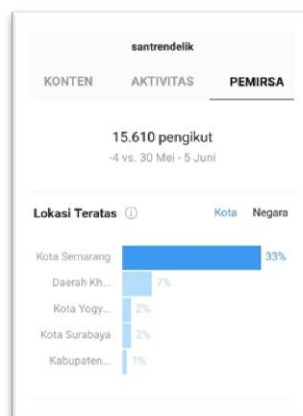 santrendelik
KONTEN AKTIVITAS PEMIRSA
15.610 pengikut
-4 vs. 30 Mei - 5 Juni
Lokasi Teratas Kota Negara
Kota Semarang 33%
Daerah Kh... 7%
Kota Yogy... 2%
Kota Surabaya 2%
Kabupaten... 1%